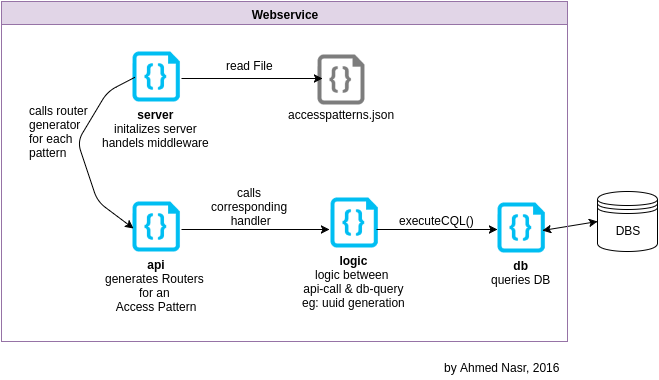 Webservice
read File
server
initalizes server
handels middleware
accesspatterns.json
calls router
generator
for each
pattern
calls
corresponding
handler
executeCQL()
DBS
api
generates Routers
for an
Access Pattern
logic
logic between
api-call & db-query
eg: uuid generation
db
queries DB
by Ahmed Nasr, 2016